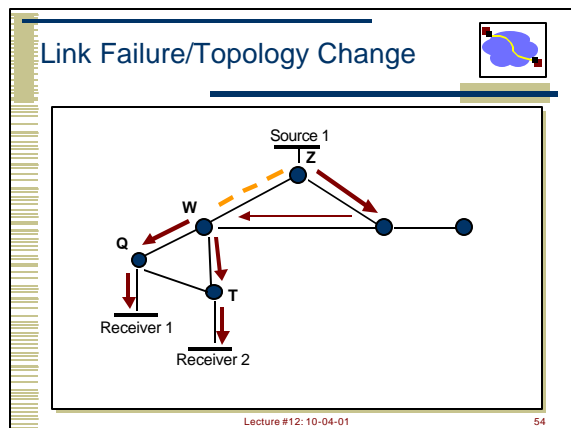 Link Failure/Topology Change
Source 1
Z
W
Q
T
Receiver 1
Receiver 2
Lecture #12: 10-04-01
54